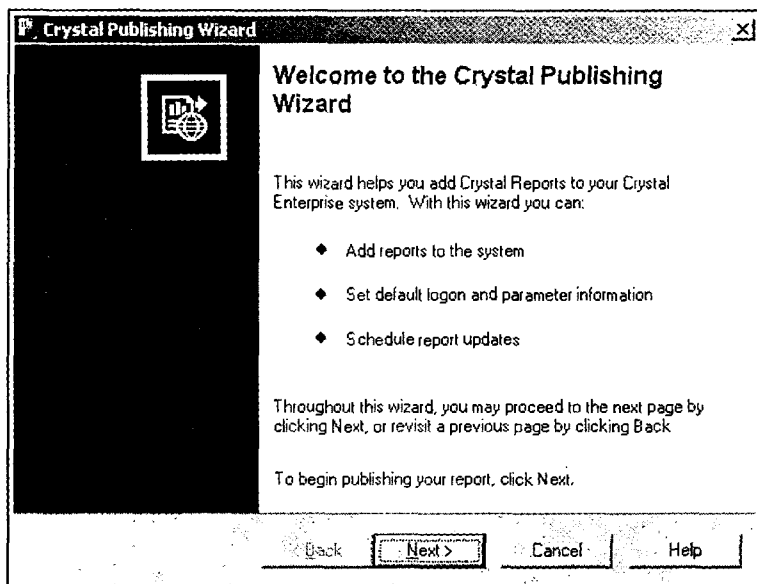 Crystal Publishing Wizard
Welcome to the Crystal Publishing
Wizard
This wizard helps you add Crystal Reports to your Crystal
Enterprise system. With this wizard you can:
◆ Add reports to the system
◆ Set default logon and parameter information
◆ Schedule report updates
Throughout this wizard, you may proceed to the next page by
clicking Next, or revisit a previous page by clicking Back
To begin publishing your report, click Next.
Back Next > Cancel Help